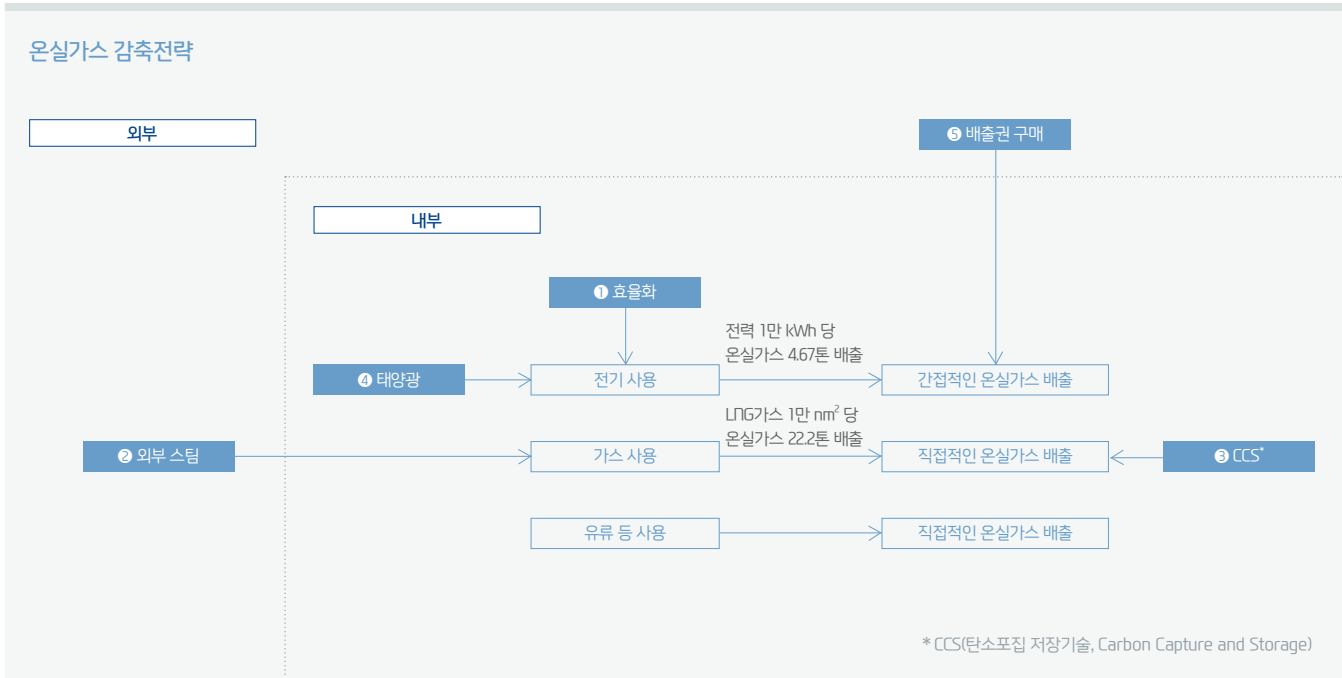 온실가스 감축전략
외부
❺ 배출권 구매
내부
❶ 효율화
전력 1만 kWh 당
온실가스 4.67톤 배출
❹ 태양광
전기 사용
간접적인 온실가스 배출
LNG가스 1만 nm² 당
온실가스 22.2톤 배출
❷ 외부 스팀
가스 사용
직접적인 온실가스 배출
❸ CCS*
유류 등 사용
직접적인 온실가스 배출
* CCS(탄소포집 저장기술, Carbon Capture and Storage)